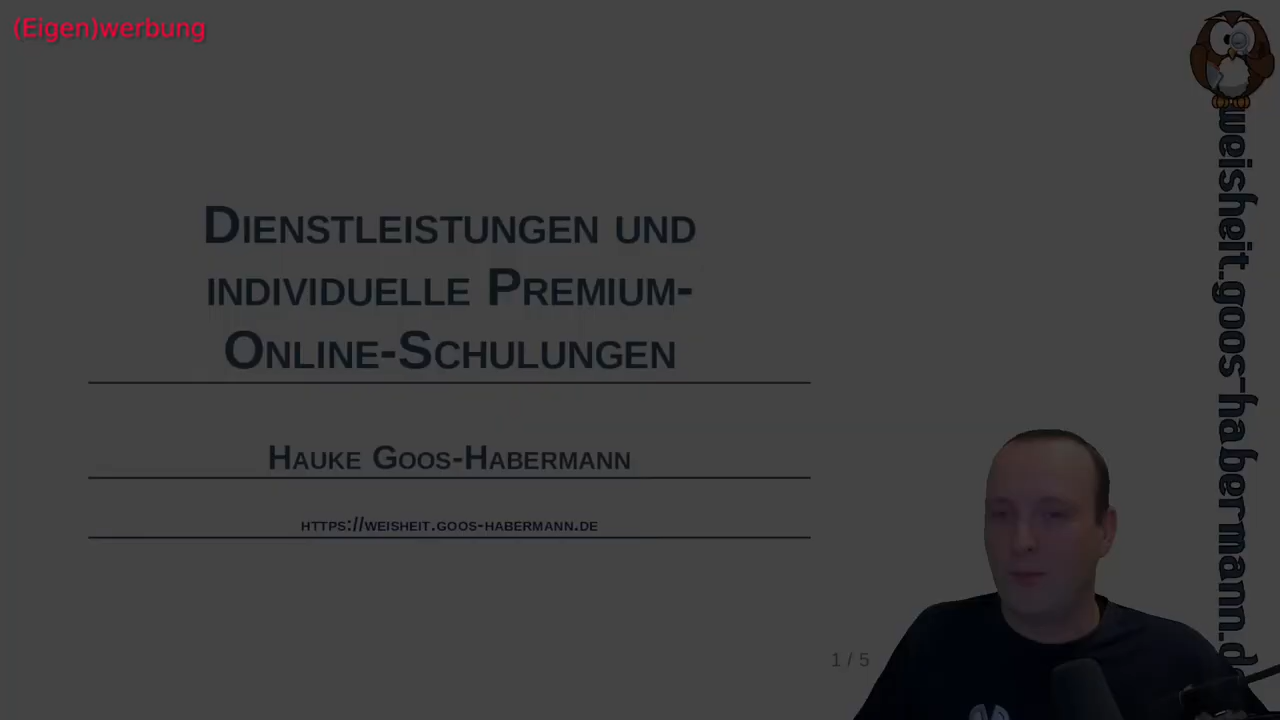 (Eigen)werbung
Dienstleistungen und
individuelle Premium-
Online-Schulungen
Hauke Goos-Habermann
https://weisheit.goos-habermann.de
1 / 5
weisheit.goos-habermann.d